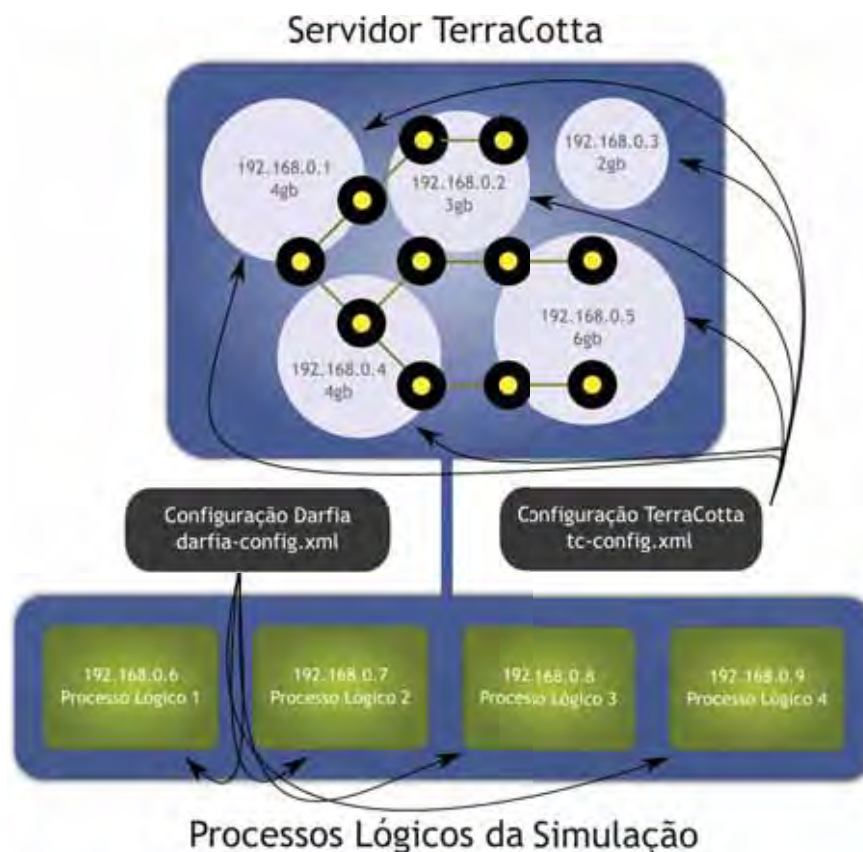 Servidor TerraCotta
192.168.0.1
4gb
192.168.0.2
3gb
192.168.0.3
2gb
192.168.0.4
4gb
192.168.0.5
6gb
Configuração Darfia
darfia-config.xml
Configuração TerraCotta
tc-config.xml
192.168.0.6
Processo Lógico 1
192.168.0.7
Processo Lógico 2
192.168.0.8
Processo Lógico 3
192.168.0.9
Processo Lógico 4
Processos Lógicos da Simulação